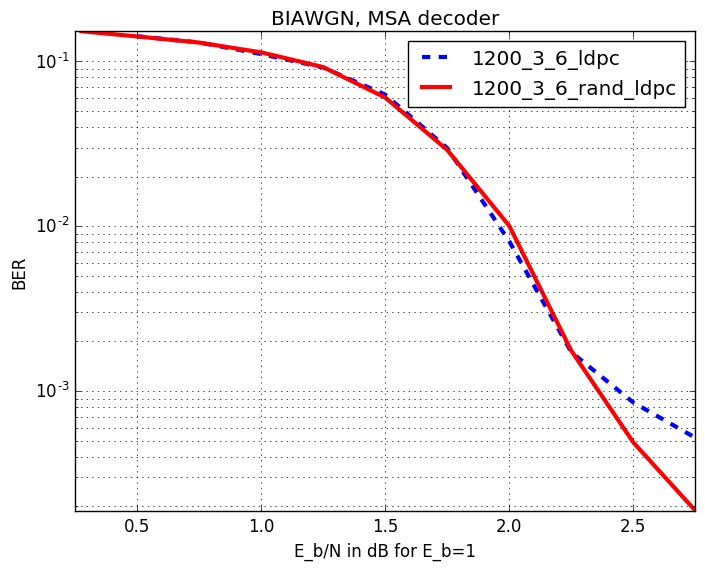 BIAWGN, MSA decoder
1200_3_6_ldpc
1200_3_6_rand_ldpc
10^-1
10^-2
10^-3
BER
0.5 1.0 1.5 2.0 2.5
E_b/N in dB for E_b=1